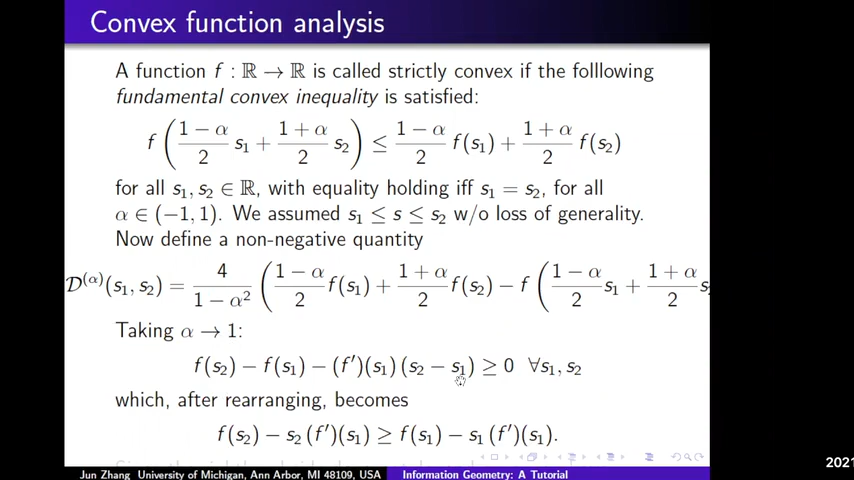 Convex function analysis
A function f : ℝ → ℝ is called strictly convex if the folllowing
fundamental convex inequality is satisfied:
f( (1 − α)/2 s₁ + (1 + α)/2 s₂ ) ≤ (1 − α)/2 f(s₁) + (1 + α)/2 f(s₂)
for all s₁, s₂ ∈ ℝ, with equality holding iff s₁ = s₂, for all
α ∈ (−1, 1). We assumed s₁ ≤ s ≤ s₂ w/o loss of generality.
Now define a non-negative quantity
𝒟^(α)(s₁, s₂) = 4/(1 − α²) ( (1 − α)/2 f(s₁) + (1 + α)/2 f(s₂) − f ( (1 − α)/2 s₁ + (1 + α)/2 s
Taking α → 1:
f(s₂) − f(s₁) − (f′)(s₁) (s₂ − s₁) ≥ 0 ∀s₁, s₂
which, after rearranging, becomes
f(s₂) − s₂ (f′)(s₁) ≥ f(s₁) − s₁ (f′)(s₁).
Jun Zhang University of Michigan, Ann Arbor, MI 48109, USA Information Geometry: A Tutorial
2021